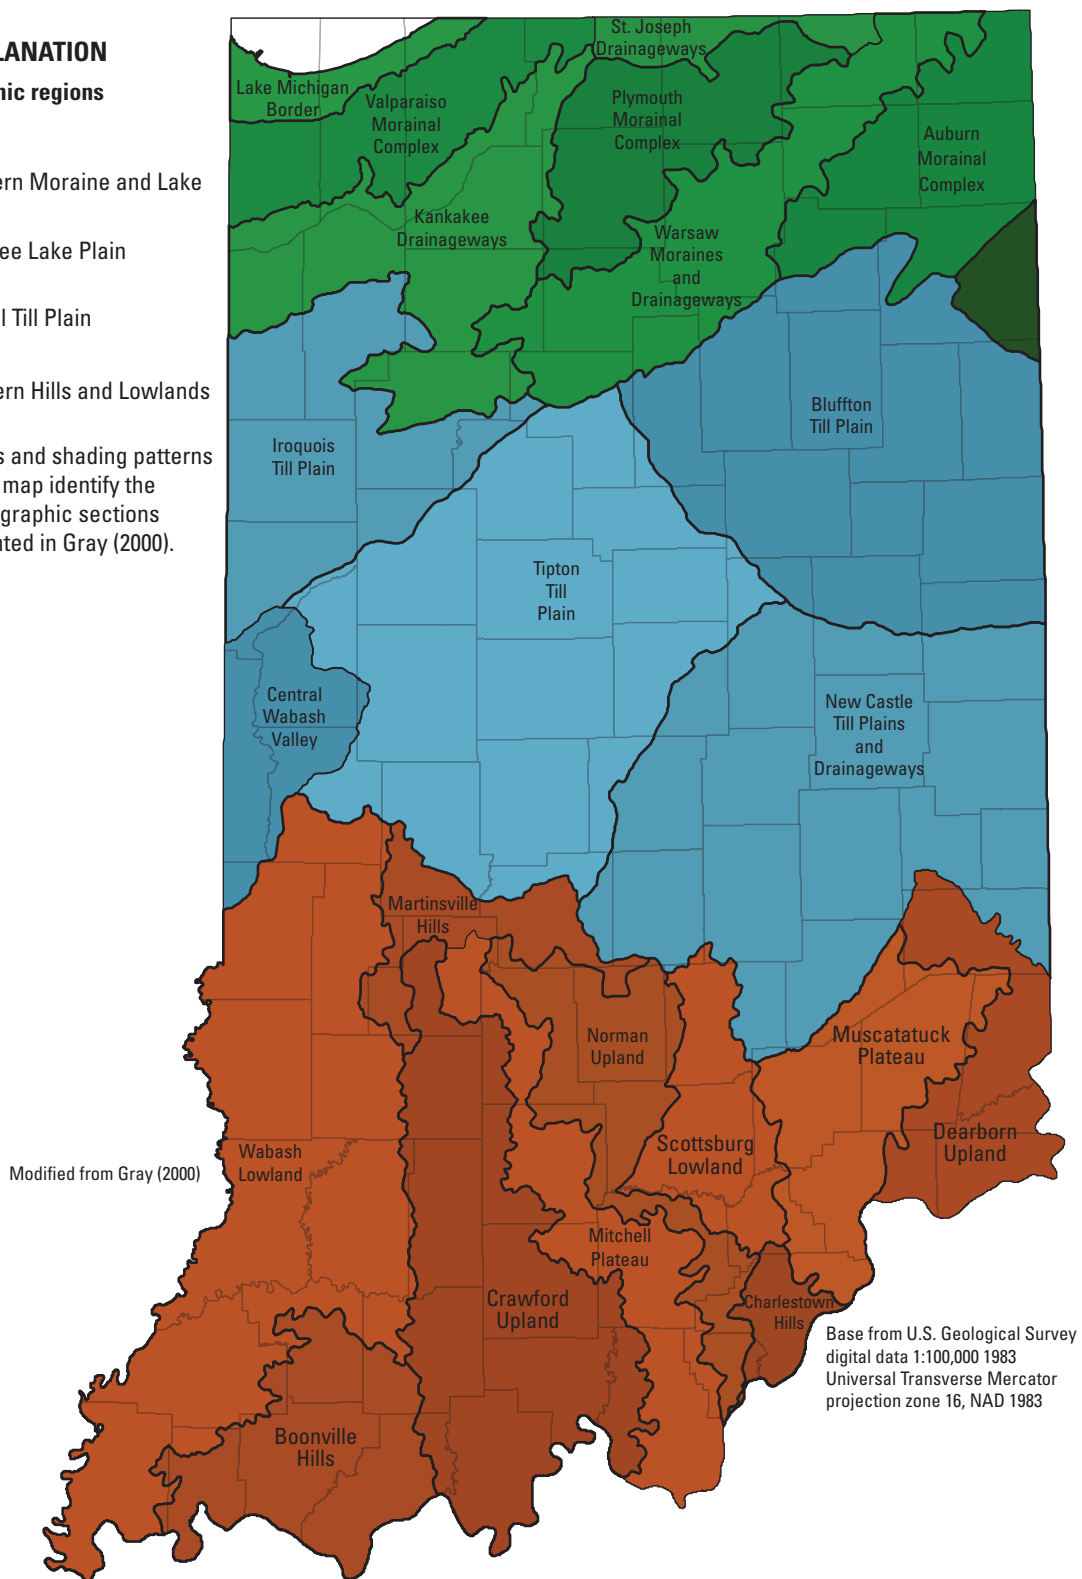 LANATION
nic regions
ern Moraine and Lake
ee Lake Plain
l Till Plain
ern Hills and Lowlands
s and shading patterns
map identify the
graphic sections
ated in Gray (2000).
Modified from Gray (2000)
St. Joseph
Drainageways
Lake Michigan
Border
Valparaiso
Morainal
Complex
Plymouth
Morainal
Complex
Auburn
Morainal
Complex
Kankakee
Drainageways
Warsaw
Moraines
and
Drainageways
Bluffton
Till Plain
Iroquois
Till Plain
Tipton
Till
Plain
Central
Wabash
Valley
New Castle
Till Plains
and
Drainageways
Martinsville
Hills
Norman
Upland
Muscatatuck
Plateau
Dearborn
Upland
Scottsburg
Lowland
Wabash
Lowland
Mitchell
Plateau
Crawford
Upland
Charlestown
Hills
Boonville
Hills
Base from U.S. Geological Survey
digital data 1:100,000 1983
Universal Transverse Mercator
projection zone 16, NAD 1983